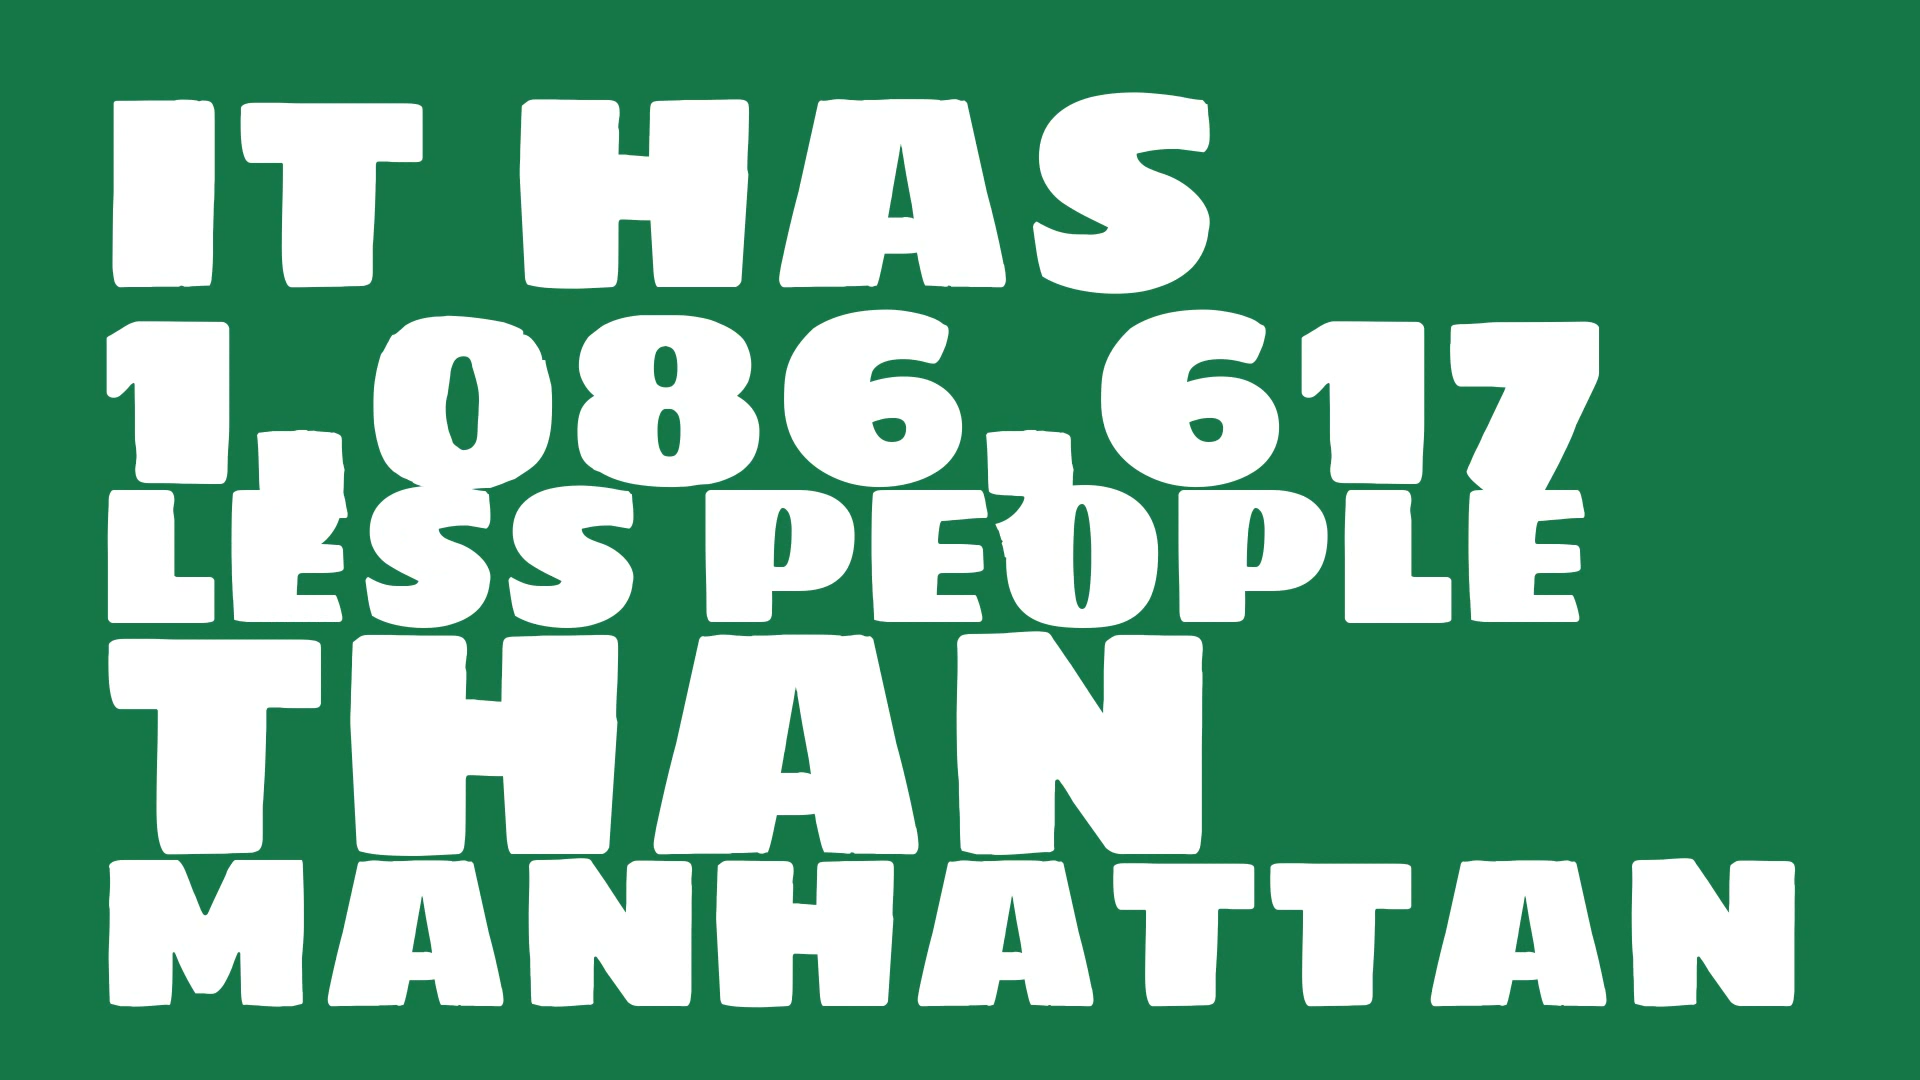 IT HAS
1,086,617
LESS PEOPLE
THAN
MANHATTAN